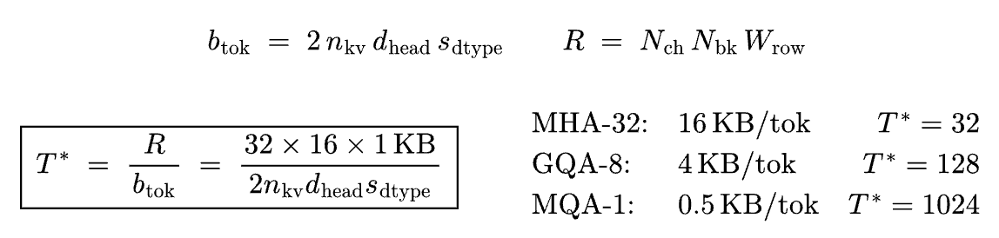 b_tok = 2 n_kv d_head s_dtype    R = N_ch N_bk W_row
T* = R / b_tok = 32 × 16 × 1 KB / 2n_kv d_head s_dtype
MHA-32: 16 KB/tok T* = 32
GQA-8: 4 KB/tok T* = 128
MQA-1: 0.5 KB/tok T* = 1024